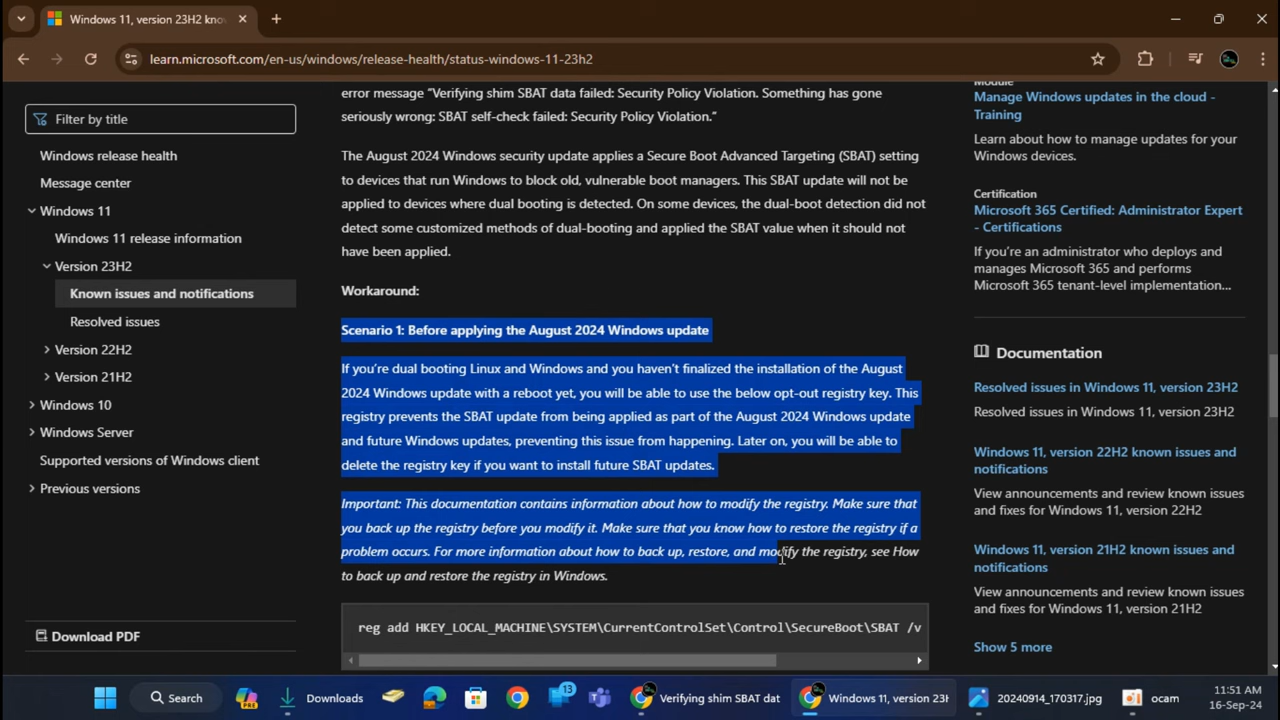 Windows 11, version 23H2 kno
learn.microsoft.com/en-us/windows/release-health/status-windows-11-23h2
Filter by title
Windows release health
Message center
Windows 11
Windows 11 release information
Version 23H2
Known issues and notifications
Resolved issues
Version 22H2
Version 21H2
Windows 10
Windows Server
Supported versions of Windows client
Previous versions
Download PDF
error message “Verifying shim SBAT data failed: Security Policy Violation. Something has gone
seriously wrong: SBAT self-check failed: Security Policy Violation.”
The August 2024 Windows security update applies a Secure Boot Advanced Targeting (SBAT) setting
to devices that run Windows to block old, vulnerable boot managers. This SBAT update will not be
applied to devices where dual booting is detected. On some devices, the dual-boot detection did not
detect some customized methods of dual-booting and applied the SBAT value when it should not
have been applied.
Workaround:
Scenario 1: Before applying the August 2024 Windows update
If you’re dual booting Linux and Windows and you haven’t finalized the installation of the August
2024 Windows update with a reboot yet, you will be able to use the below opt-out registry key. This
registry prevents the SBAT update from being applied as part of the August 2024 Windows update
and future Windows updates, preventing this issue from happening. Later on, you will be able to
delete the registry key if you want to install future SBAT updates.
Important: This documentation contains information about how to modify the registry. Make sure that
you back up the registry before you modify it. Make sure that you know how to restore the registry if a
problem occurs. For more information about how to back up, restore, and modify the registry, see How
to back up and restore the registry in Windows.
reg add HKEY_LOCAL_MACHINE\SYSTEM\CurrentControlSet\Control\SecureBoot\SBAT /v
Module
Manage Windows updates in the cloud -
Training
Learn about how to manage updates for your
Windows devices.
Certification
Microsoft 365 Certified: Administrator Expert
- Certifications
If you’re an administrator who deploys and
manages Microsoft 365 and performs
Microsoft 365 tenant-level implementation...
Documentation
Resolved issues in Windows 11, version 23H2
Resolved issues in Windows 11, version 23H2
Windows 11, version 22H2 known issues and
notifications
View announcements and review known issues
and fixes for Windows 11, version 22H2
Windows 11, version 21H2 known issues and
notifications
View announcements and review known issues
and fixes for Windows 11, version 21H2
Show 5 more
Search
PRE
Downloads
13
Verifying shim SBAT dat
Windows 11, version 23H
20240914_170317.jpg
ocam
11:51 AM
16-Sep-24